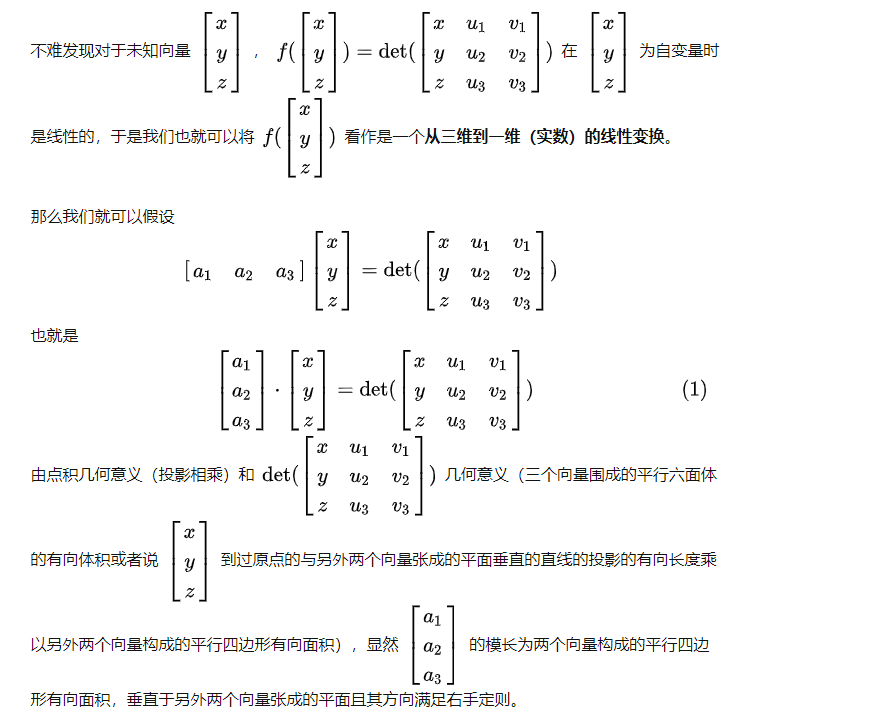 不难发现对于未知向量 $\begin{bmatrix} x \\ y \\ z \end{bmatrix}$ ， $f(\begin{bmatrix} x \\ y \\ z \end{bmatrix}) = \det(\begin{bmatrix} x & u_1 & v_1 \\ y & u_2 & v_2 \\ z & u_3 & v_3 \end{bmatrix})$ 在 $\begin{bmatrix} x \\ y \\ z \end{bmatrix}$ 为自变量时
是线性的，于是我们也就可以将 $f(\begin{bmatrix} x \\ y \\ z \end{bmatrix})$ 看作是一个从三维到一维（实数）的线性变换。
那么我们就可以假设
$[\, a_1 \quad a_2 \quad a_3 \,] \begin{bmatrix} x \\ y \\ z \end{bmatrix} = \det(\begin{bmatrix} x & u_1 & v_1 \\ y & u_2 & v_2 \\ z & u_3 & v_3 \end{bmatrix})$
也就是
$\begin{bmatrix} a_1 \\ a_2 \\ a_3 \end{bmatrix} \cdot \begin{bmatrix} x \\ y \\ z \end{bmatrix} = \det(\begin{bmatrix} x & u_1 & v_1 \\ y & u_2 & v_2 \\ z & u_3 & v_3 \end{bmatrix})$ (1)
由点积几何意义（投影相乘）和 $\det(\begin{bmatrix} x & u_1 & v_1 \\ y & u_2 & v_2 \\ z & u_3 & v_3 \end{bmatrix})$ 几何意义（三个向量围成的平行六面体
的有向体积或者说 $\begin{bmatrix} x \\ y \\ z \end{bmatrix}$ 到过原点的与另外两个向量张成的平面垂直的直线的投影的有向长度乘
以另外两个向量构成的平行四边形有向面积），显然 $\begin{bmatrix} a_1 \\ a_2 \\ a_3 \end{bmatrix}$ 的模长为两个向量构成的平行四边
形有向面积，垂直于另外两个向量张成的平面且其方向满足右手定则。